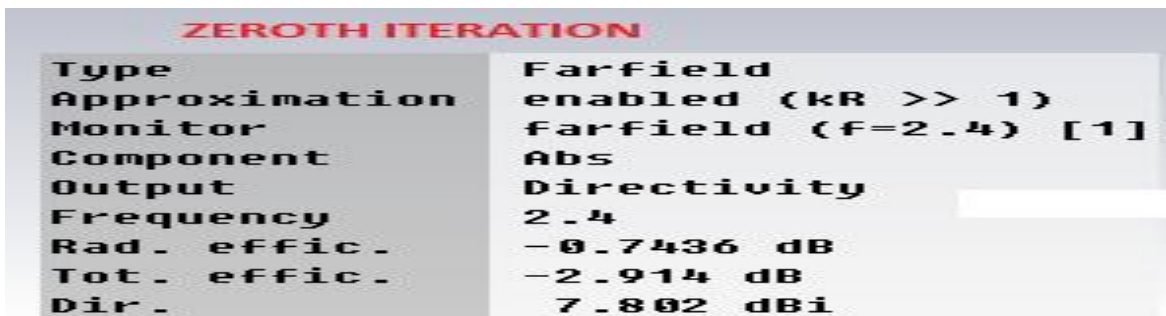 ZEROTH ITERATION
Type Farfield
Approximation enabled (kR >> 1)
Monitor farfield (f=2.4) [1]
Component Abs
Output Directivity
Frequency 2.4
Rad. effic. -0.7436 dB
Tot. effic. -2.914 dB
Dir. 7.802 dBi